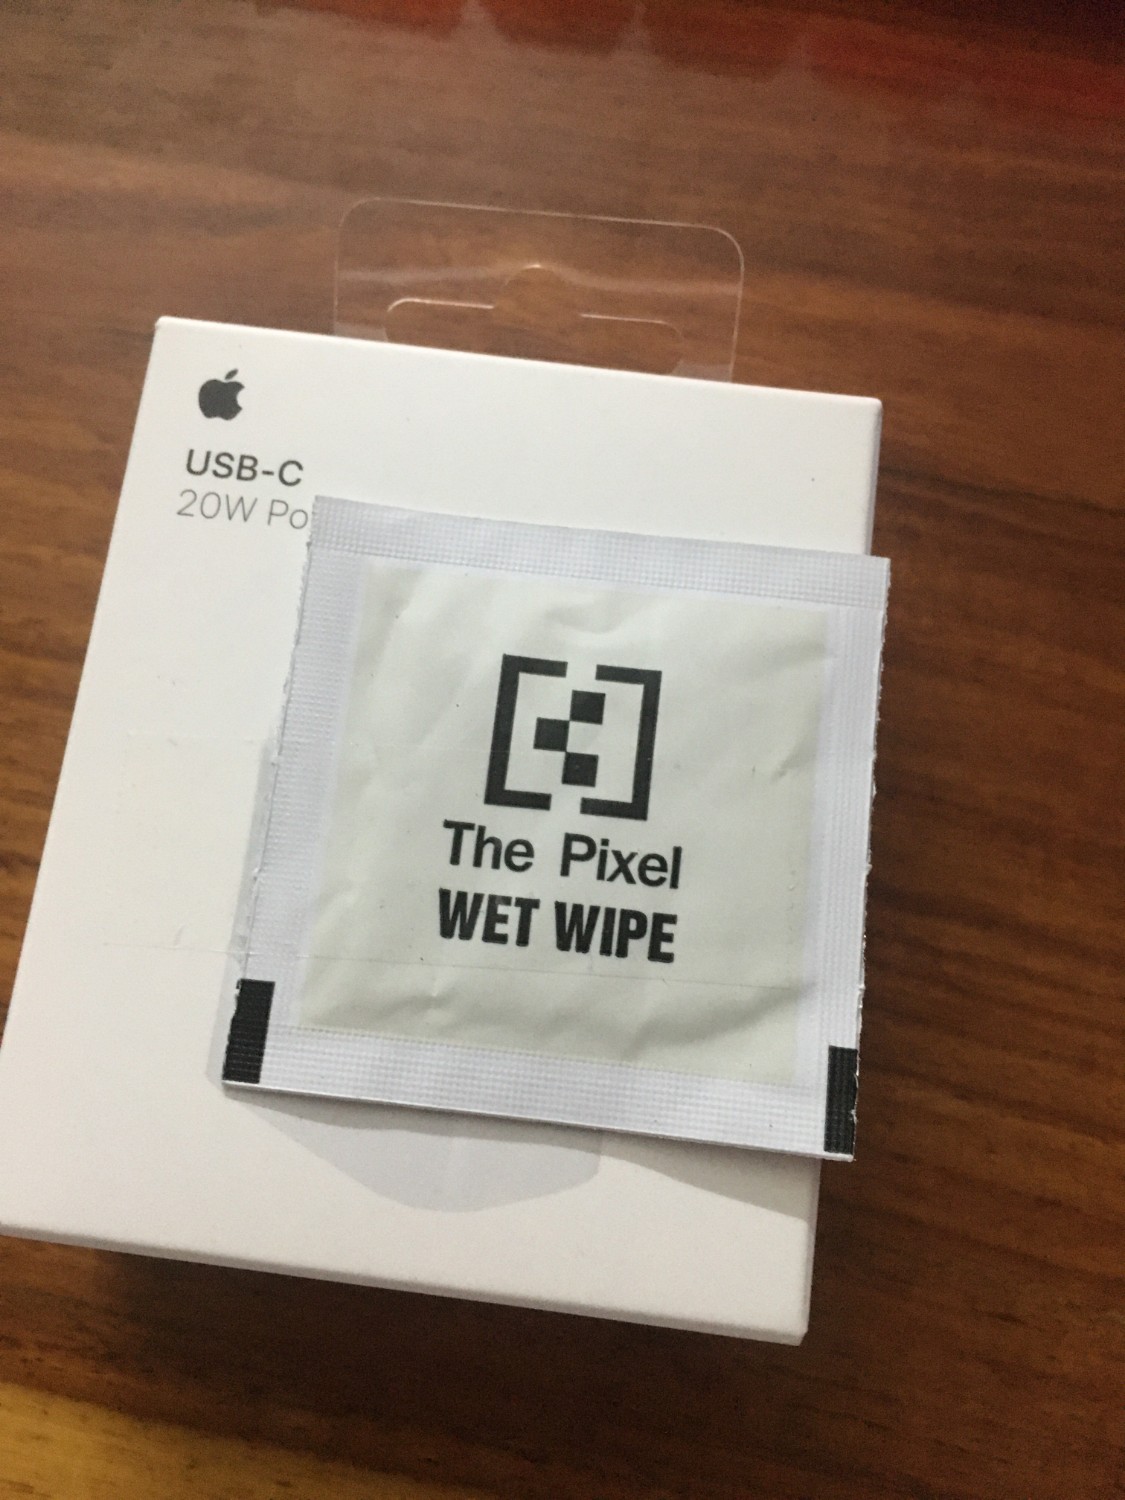 USB-C
20W Po
The Pixel
WET WIPE